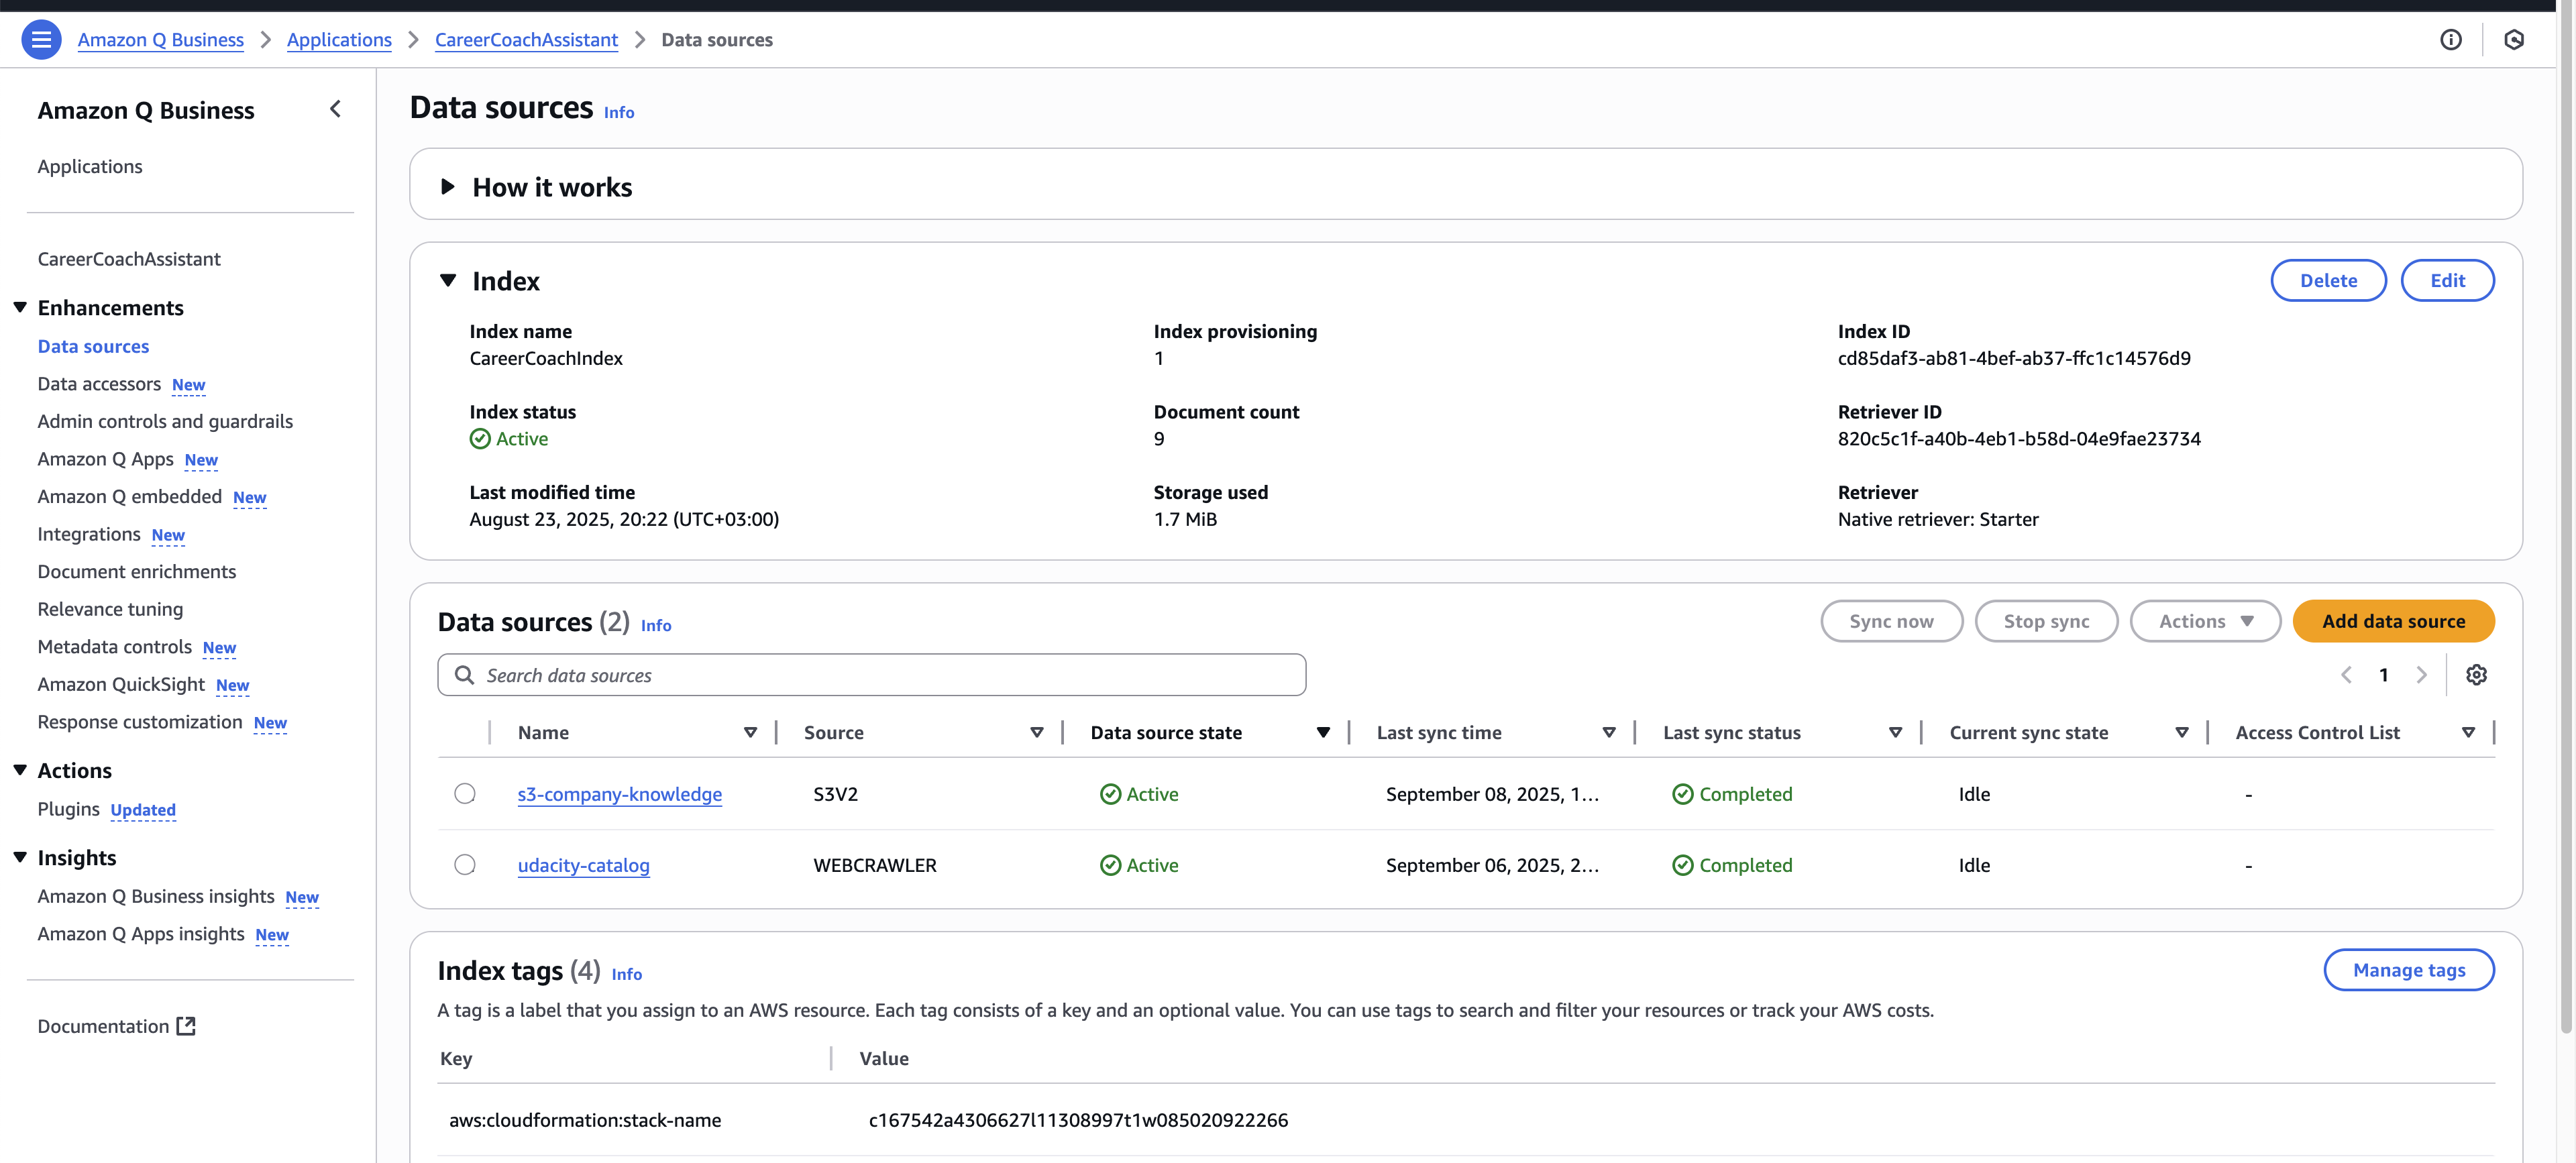 Amazon Q Business > Applications > CareerCoachAssistant > Data sources
Amazon Q Business
Applications
CareerCoachAssistant
Enhancements
Data sources
Data accessors New
Admin controls and guardrails
Amazon Q Apps New
Amazon Q embedded New
Integrations New
Document enrichments
Relevance tuning
Metadata controls New
Amazon QuickSight New
Response customization New
Actions
Plugins Updated
Insights
Amazon Q Business insights New
Amazon Q Apps insights New
Documentation
Data sources Info
How it works
Index
Delete Edit
Index name
CareerCoachIndex
Index provisioning
1
Index ID
cd85daf3-ab81-4bef-ab37-ffc1c14576d9
Index status
Active
Document count
9
Retriever ID
820c5c1f-a40b-4eb1-b58d-04e9fae23734
Last modified time
August 23, 2025, 20:22 (UTC+03:00)
Storage used
1.7 MiB
Retriever
Native retriever: Starter
Data sources (2) Info
Sync now Stop sync Actions Add data source
Search data sources
1
Name Source Data source state Last sync time Last sync status Current sync state Access Control List
s3-company-knowledge S3V2 Active September 08, 2025, 1... Completed Idle -
udacity-catalog WEBCRAWLER Active September 06, 2025, 2... Completed Idle -
Index tags (4) Info
Manage tags
A tag is a label that you assign to an AWS resource. Each tag consists of a key and an optional value. You can use tags to search and filter your resources or track your AWS costs.
Key Value
aws:cloudformation:stack-name c167542a4306627l11308997t1w085020922266